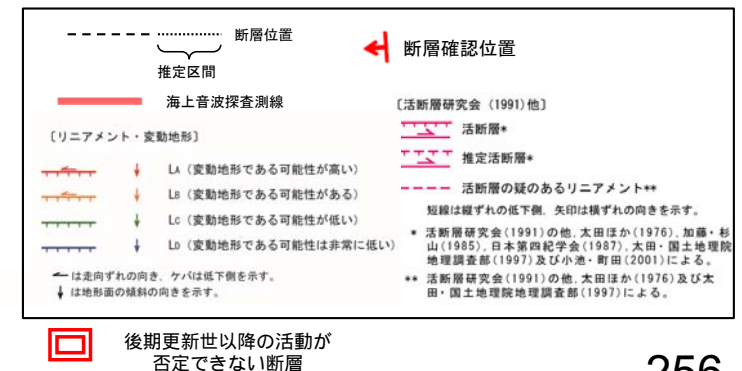 断層位置
推定区間
海上音波探査測線
〔リニアメント・変動地形〕
LA（変動地形である可能性が高い）
LB（変動地形である可能性がある）
LC（変動地形である可能性が低い）
LD（変動地形である可能性は非常に低い）
は走向ずれの向き、ケバは低下側を示す。
は地形面の傾斜の向きを示す。
断層確認位置
〔活断層研究会（1991）他〕
活断層*
推定活断層*
活断層の疑のあるリニアメント**
短線は縦ずれの低下側、矢印は横ずれの向きを示す。
* 活断層研究会(1991)の他、太田ほか(1976)、加藤・杉
山(1985)、日本第四紀学会(1987)、太田・国土地理院
地理調査部(1997)及び小池・町田(2001)による。
** 活断層研究会(1991)の他、太田ほか(1976)及び太
田・国土地理院地理調査部(1997)による。
後期更新世以降の活動が
否定できない断層
256